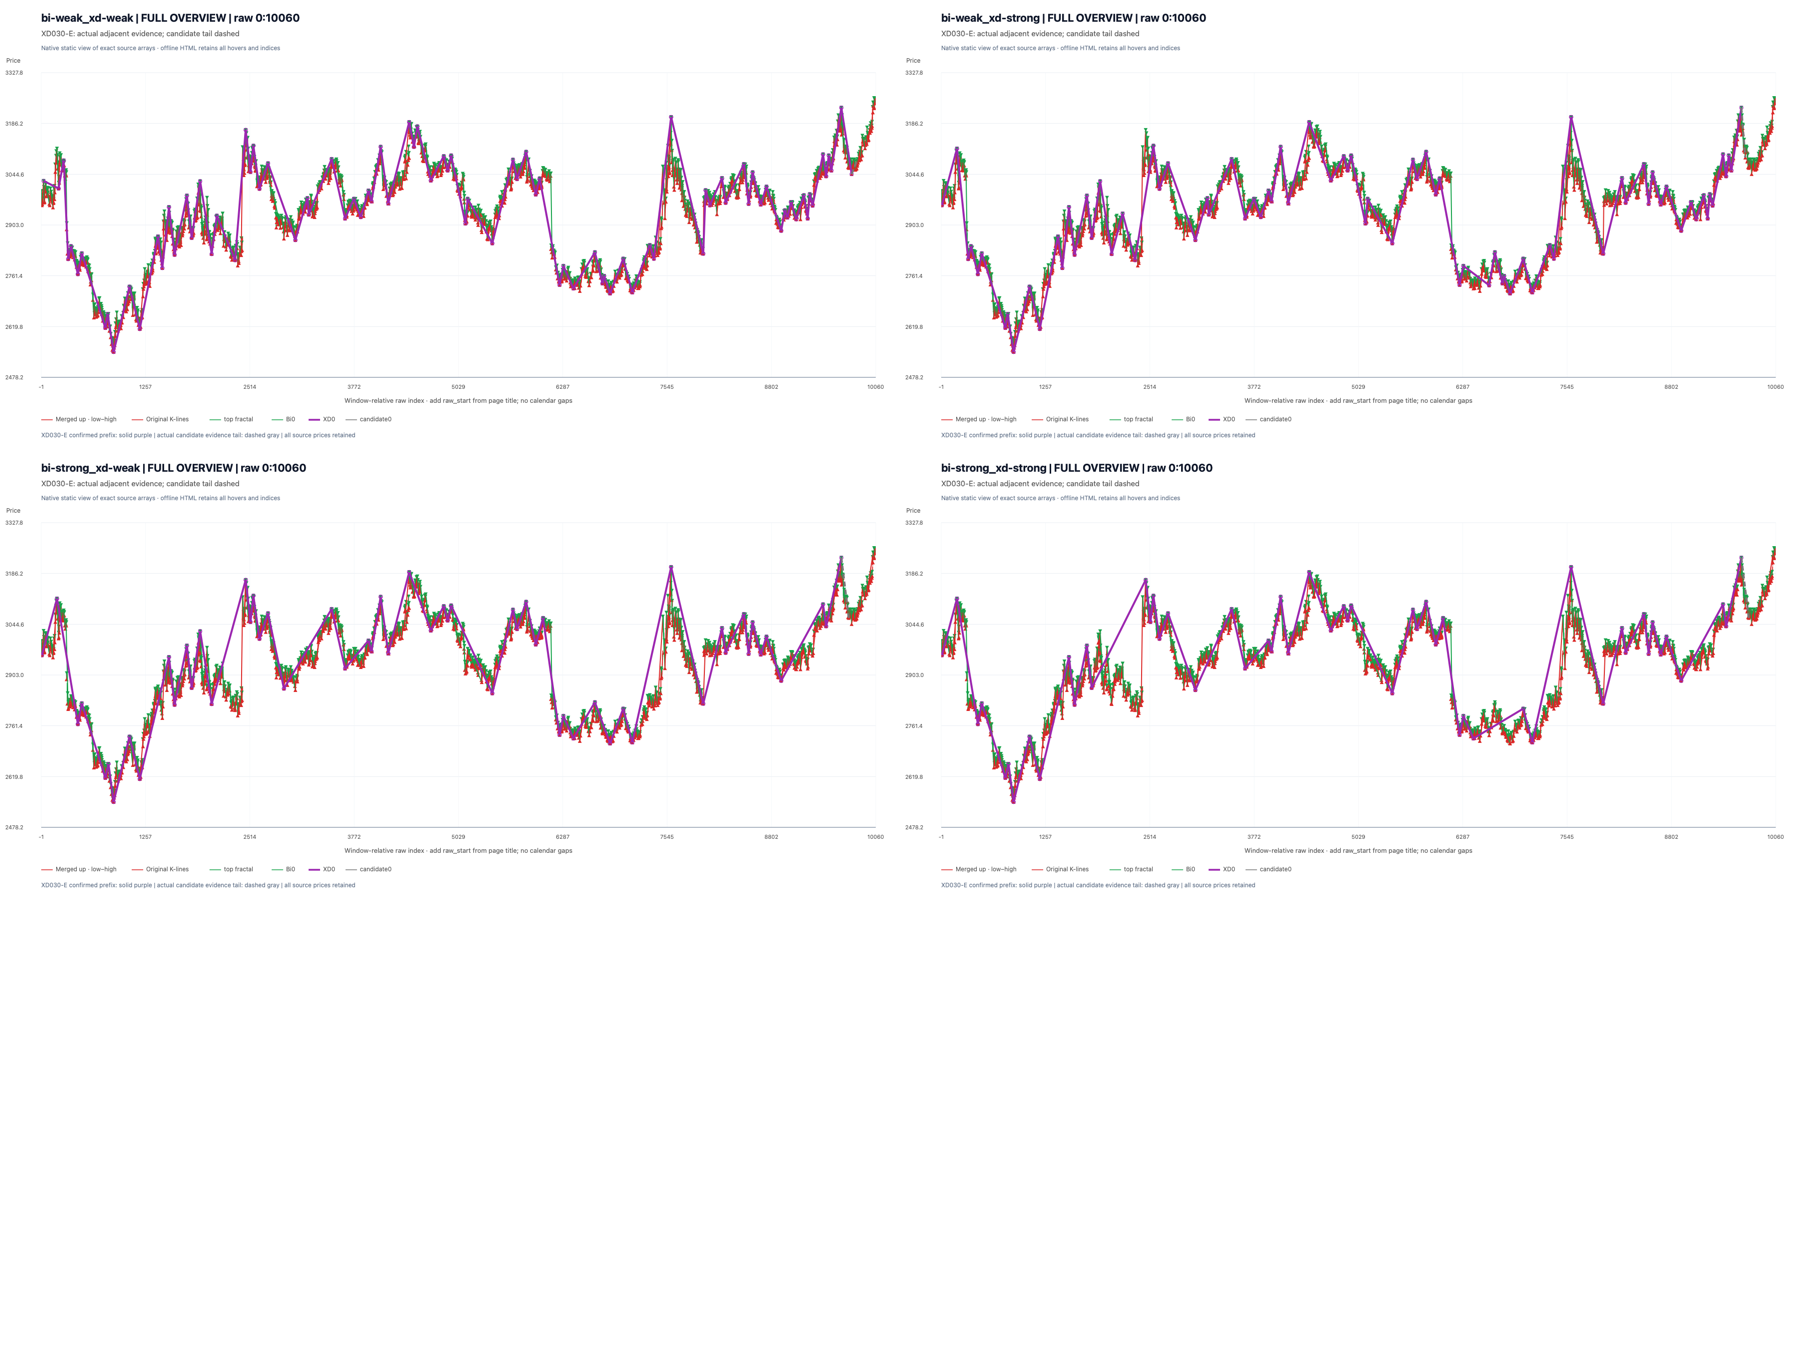 bi-weak_xd-weak | FULL OVERVIEW | raw 0:10060
XD030-E: actual adjacent evidence; candidate tail dashed
Native static view of exact source arrays · offline HTML retains all hovers and indices
Price
3327.8
3186.2
3044.6
2903.0
2761.4
2619.8
2478.2
-1 1257 2514 3772 5029 6287 7545 8802 10060
Window-relative raw index · add raw_start from page title; no calendar gaps
Merged up · low–high Original K-lines top fractal Bi0 XD0 candidate0
XD030-E confirmed prefix: solid purple | actual candidate evidence tail: dashed gray | all source prices retained
bi-weak_xd-strong | FULL OVERVIEW | raw 0:10060
XD030-E: actual adjacent evidence; candidate tail dashed
Native static view of exact source arrays · offline HTML retains all hovers and indices
Price
3327.8
3186.2
3044.6
2903.0
2761.4
2619.8
2478.2
-1 1257 2514 3772 5029 6287 7545 8802 10060
Window-relative raw index · add raw_start from page title; no calendar gaps
Merged up · low–high Original K-lines top fractal Bi0 XD0 candidate0
XD030-E confirmed prefix: solid purple | actual candidate evidence tail: dashed gray | all source prices retained
bi-strong_xd-weak | FULL OVERVIEW | raw 0:10060
XD030-E: actual adjacent evidence; candidate tail dashed
Native static view of exact source arrays · offline HTML retains all hovers and indices
Price
3327.8
3186.2
3044.6
2903.0
2761.4
2619.8
2478.2
-1 1257 2514 3772 5029 6287 7545 8802 10060
Window-relative raw index · add raw_start from page title; no calendar gaps
Merged up · low–high Original K-lines top fractal Bi0 XD0 candidate0
XD030-E confirmed prefix: solid purple | actual candidate evidence tail: dashed gray | all source prices retained
bi-strong_xd-strong | FULL OVERVIEW | raw 0:10060
XD030-E: actual adjacent evidence; candidate tail dashed
Native static view of exact source arrays · offline HTML retains all hovers and indices
Price
3327.8
3186.2
3044.6
2903.0
2761.4
2619.8
2478.2
-1 1257 2514 3772 5029 6287 7545 8802 10060
Window-relative raw index · add raw_start from page title; no calendar gaps
Merged up · low–high Original K-lines top fractal Bi0 XD0 candidate0
XD030-E confirmed prefix: solid purple | actual candidate evidence tail: dashed gray | all source prices retained